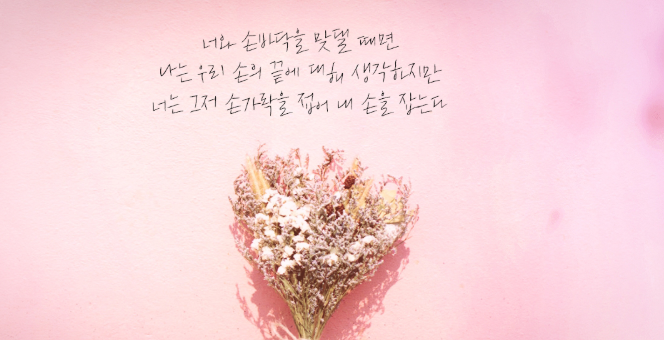 너와 손바닥을 맞댈 때면
나는 우리 손의 끝에 대해 생각하지만
너는 그저 손가락을 접어 내 손을 잡는다